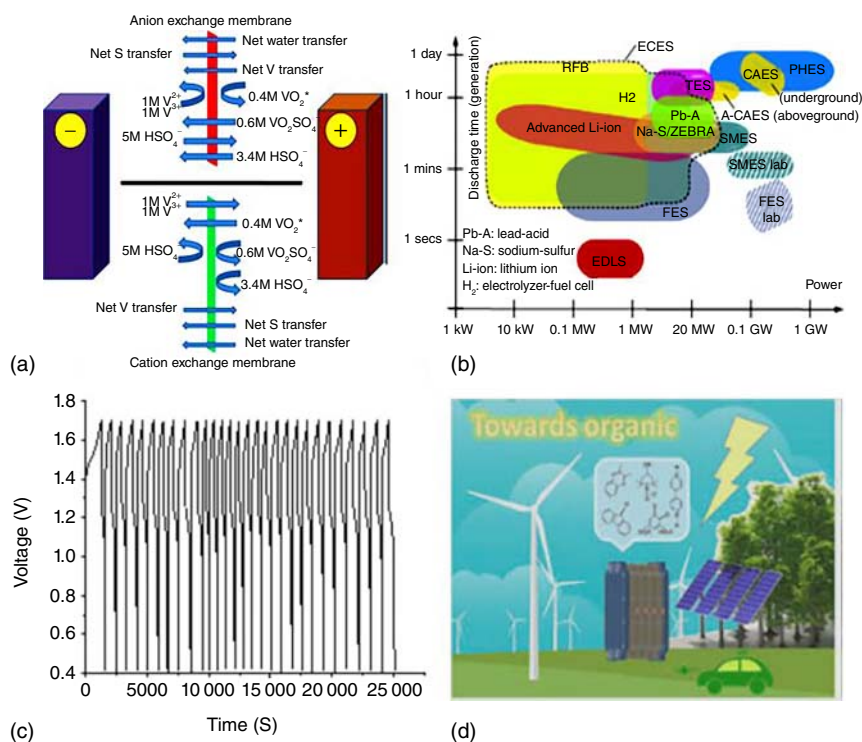 Anion exchange membrane
Net water transfer
Net S transfer
Net V transfer
1M V²⁺
1M V³⁺
0.4M VO₂*
0.6M VO₂SO₄⁻
5M HSO₄⁻
3.4M HSO₄⁻
−
+
1M V²⁺
1M V³⁺
0.4M VO₂*
5M HSO₄⁻
0.6M VO₂SO₄⁻
3.4M HSO₄⁻
Net V transfer
Net S transfer
Net water transfer
Cation exchange membrane
(a)
(b)
Discharge time (generation)
1 day
1 hour
1 mins
1 secs
ECES
RFB
H2
TES
CAES
PHES
(underground)
A-CAES (aboveground)
Advanced Li-ion
Pb-A
Na-S/ZEBRA
SMES
SMES lab
FES
FES
lab
EDLS
Pb-A: lead-acid
Na-S: sodium-sulfur
Li-ion: lithium ion
H₂: electrolyzer-fuel cell
Power
1 kW 10 kW 0.1 MW 1 MW 20 MW 0.1 GW 1 GW
(c)
Voltage (V)
1.8
1.6
1.4
1.2
1.0
0.8
0.6
0.4
0 5000 10 000 15 000 20 000 25 000
Time (S)
(d)
Towards organic